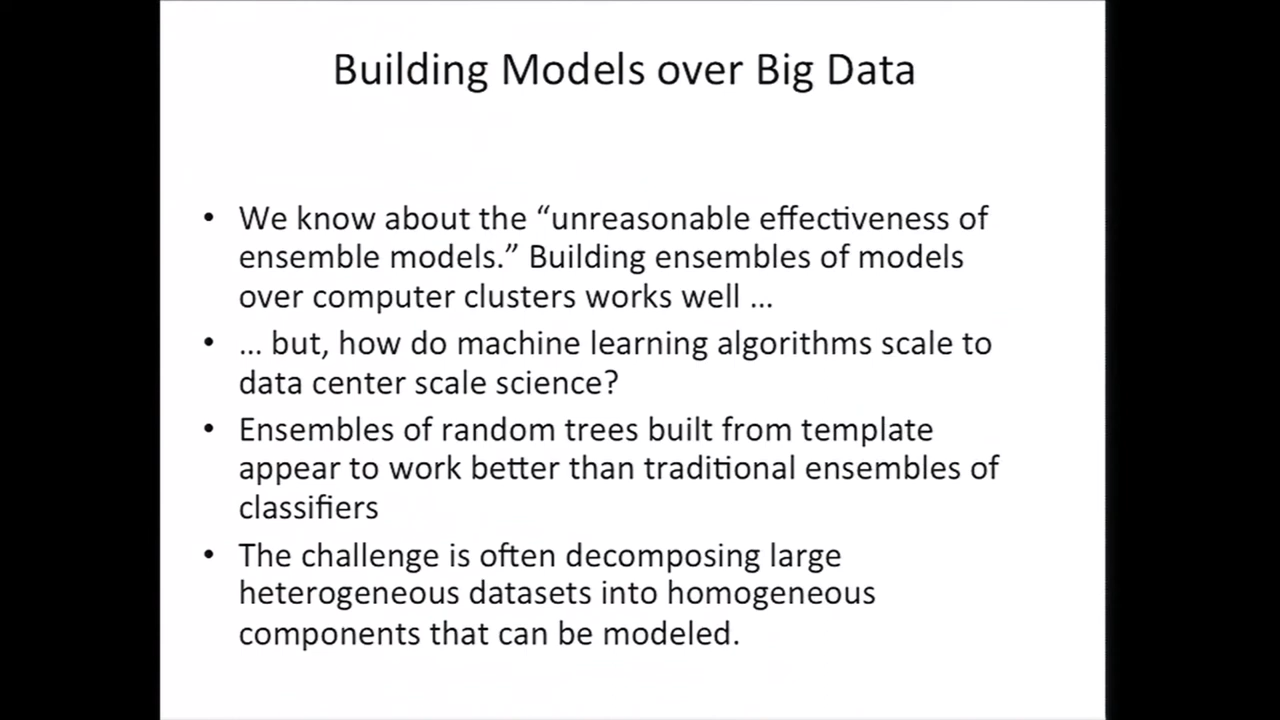 Building Models over Big Data
• We know about the “unreasonable effectiveness of
ensemble models.” Building ensembles of models
over computer clusters works well …
• … but, how do machine learning algorithms scale to
data center scale science?
• Ensembles of random trees built from template
appear to work better than traditional ensembles of
classifiers
• The challenge is often decomposing large
heterogeneous datasets into homogeneous
components that can be modeled.